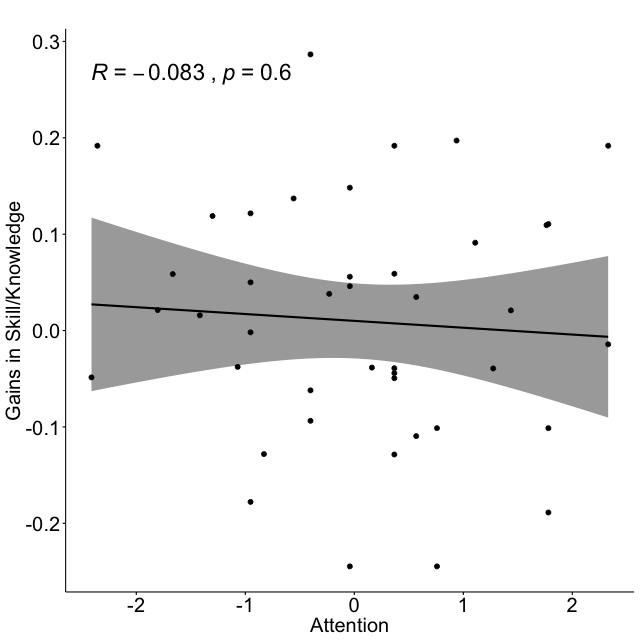 R = −0.083 , p = 0.6
0.3
0.2
0.1
0.0
-0.1
-0.2
Gains in Skill/Knowledge
-2 -1 0 1 2
Attention